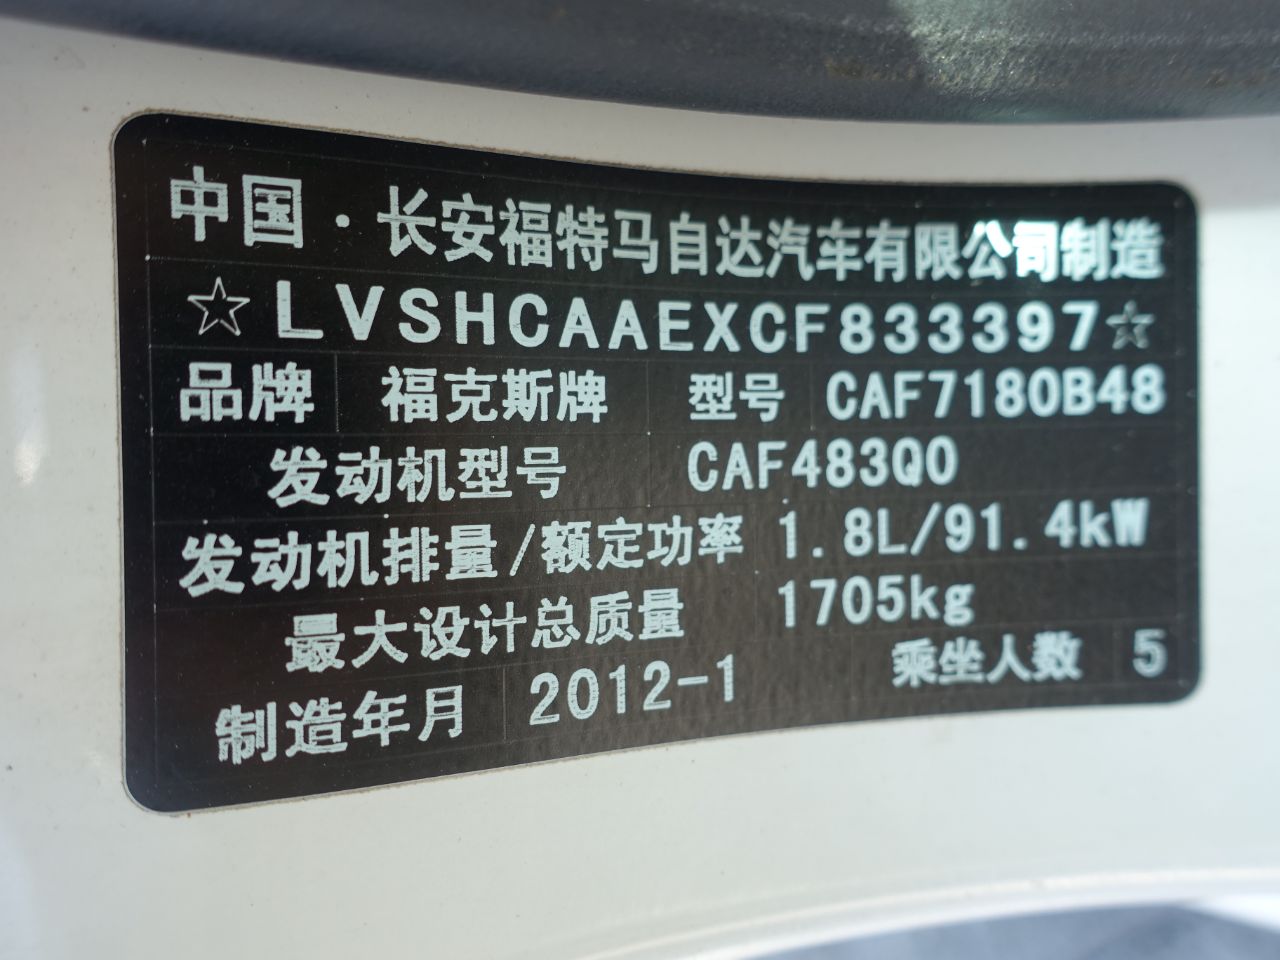 中国·长安福特马自达汽车有限公司制造
☆LVSHCAAEXCF833397☆
品牌 福克斯牌 型号 CAF7180B48
发动机型号 CAF483Q0
发动机排量/额定功率 1.8L/91.4kW
最大设计总质量 1705kg
制造年月 2012-1 乘坐人数 5